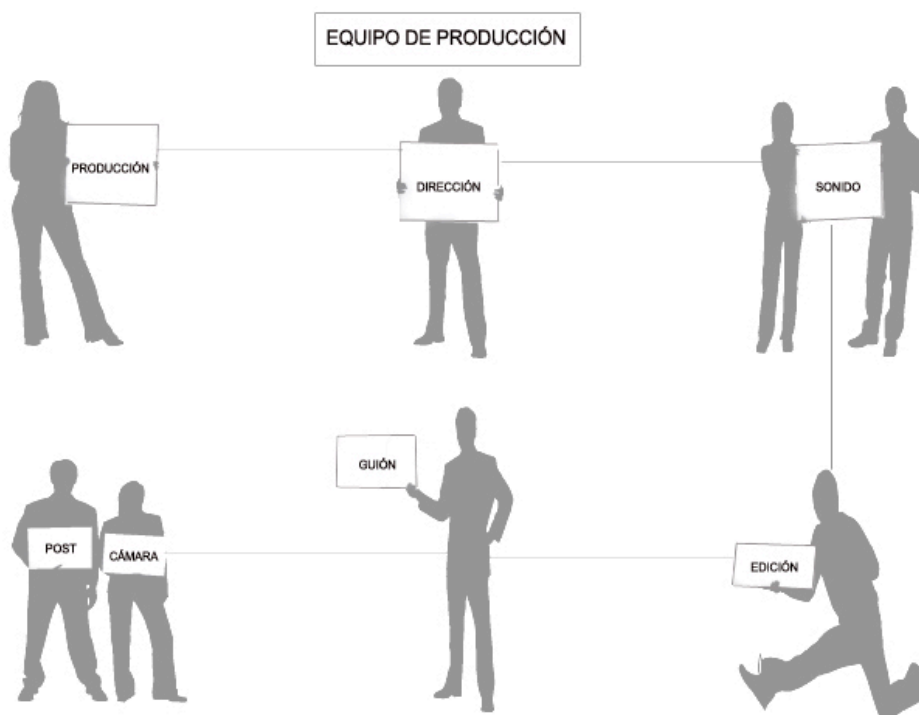 EQUIPO DE PRODUCCIÓN
PRODUCCIÓN
DIRECCIÓN
SONIDO
GUIÓN
POST
CÁMARA
EDICIÓN